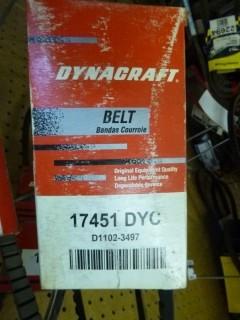 DYNACRAFT
BELT
Bandas Courroie
Original Equipment Quality
Long Life Performance
Dependable Service
17451 DYC
D1102-3497